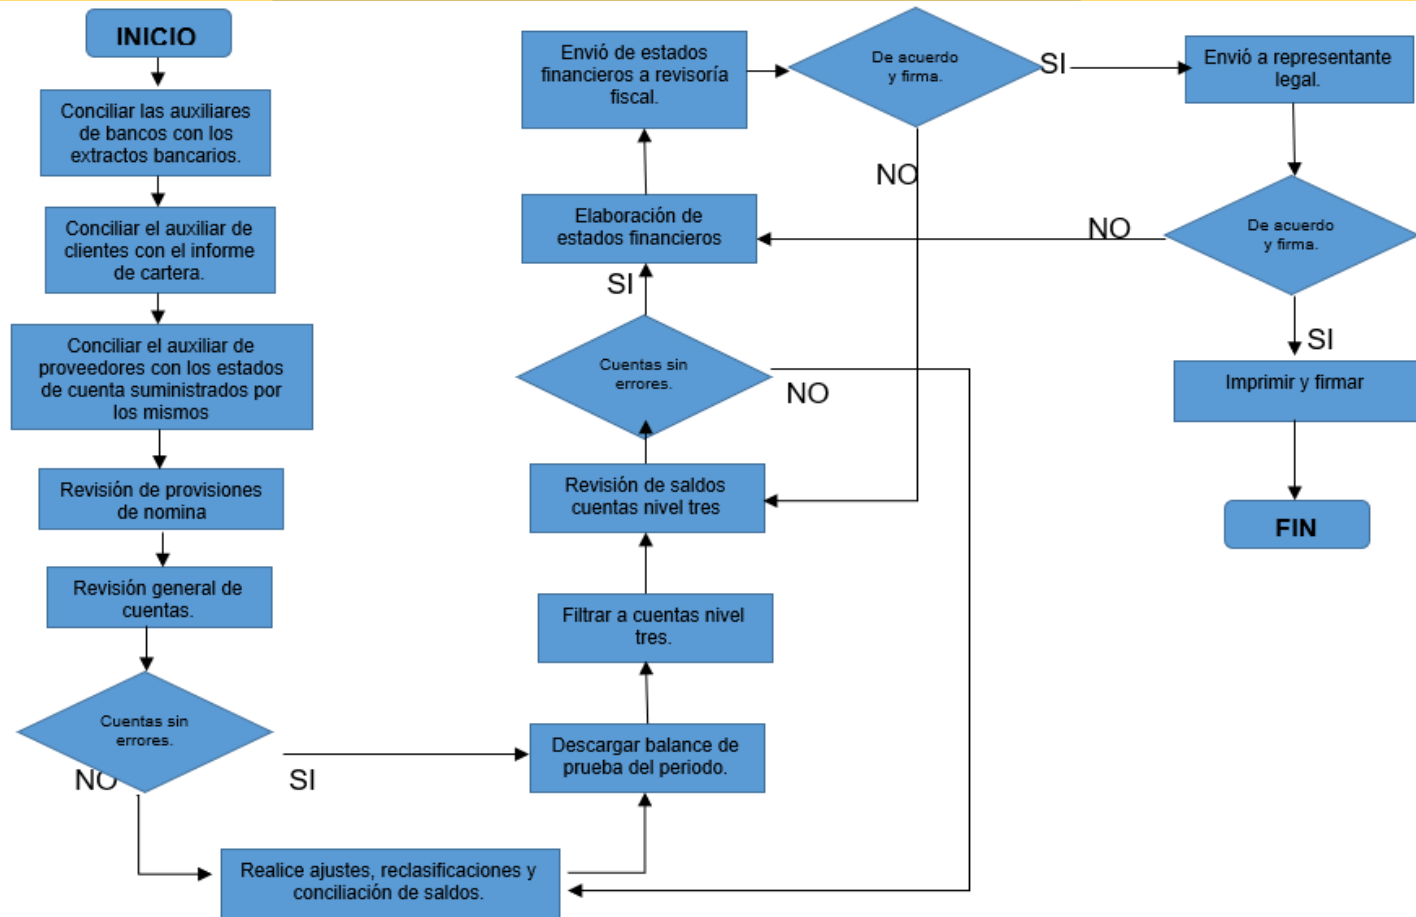 INICIO
Conciliar las auxiliares
de bancos con los
extractos bancarios.
Conciliar el auxiliar de
clientes con el informe
de cartera.
Conciliar el auxiliar de
proveedores con los estados
de cuenta suministrados por
los mismos
Revisión de provisiones
de nomina
Revisión general de
cuentas.
Cuentas sin
errores.
NO
SI
Realice ajustes, reclasificaciones y
conciliación de saldos.
Descargar balance de
prueba del periodo.
Filtrar a cuentas nivel
tres.
Revisión de saldos
cuentas nivel tres
Cuentas sin
errores.
NO
SI
Elaboración de
estados financieros
Envió de estados
financieros a revisoría
fiscal.
De acuerdo
y firma.
SI
NO
Envió a representante
legal.
De acuerdo
y firma.
NO
SI
Imprimir y firmar
FIN